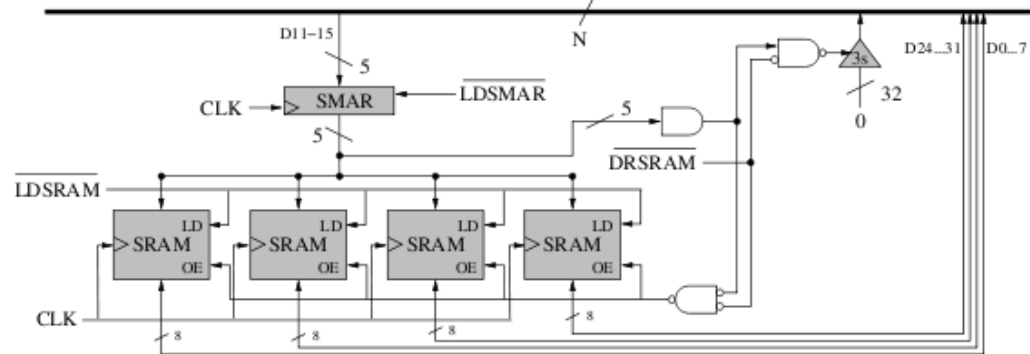 D11–15
N
D24...31
D0...7
5
3s
CLK
SMAR
LDSMAR
5
32
5
0
DRSRAM
LDSRAM
LD
LD
LD
LD
SRAM
SRAM
SRAM
SRAM
OE
OE
OE
OE
CLK
8
8
8
8